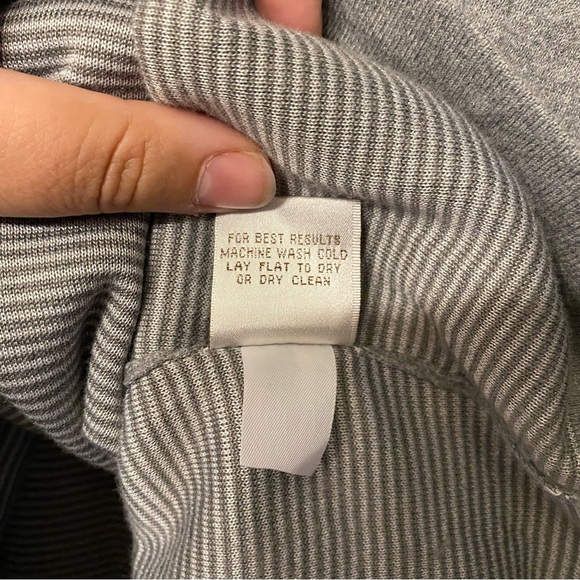 FOR BEST RESULTS
MACHINE WASH COLD
LAY FLAT TO DRY
OR DRY CLEAN